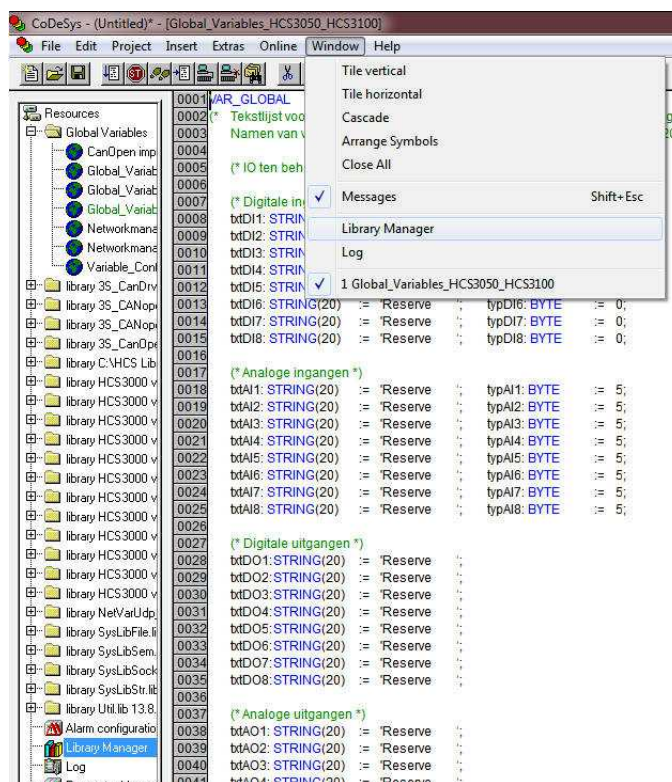 CoDeSys - (Untitled)* - [Global_Variables_HCS3050_HCS3100]
File Edit Project Insert Extras Online Window Help
Tile vertical
Tile horizontal
Cascade
Arrange Symbols
Close All
Messages Shift+Esc
Library Manager
Log
1 Global_Variables_HCS3050_HCS3100
Resources
Global Variables
CanOpen imp
Global_Variab
Global_Variab
Global_Variab
Networkmana
Networkmana
Variable_Conf
library 3S_CanDrv
library 3S_CANop
library 3S_CANop
library 3S_CanOpe
library C:\HCS Lib
library HCS3000 v
library HCS3000 v
library HCS3000 v
library HCS3000 v
library HCS3000 v
library HCS3000 v
library HCS3000 v
library HCS3000 v
library HCS3000 v
library HCS3000 v
library HCS3000 v
library HCS3000 v
library NetVarUdp_
library SysLibFile.li
library SysLibSem.
library SysLibSock
library SysLibStr.lib
library Util.lib 13.8.
Alarm configuratio
Library Manager
Log
0001 VAR_GLOBAL
0002 (* Tekstlijst voo
0003 Namen van v
0004
0005 (* IO ten beh
0006
0007 (* Digitale in
0008 txtDI1: STRIN
0009 txtDI2: STRIN
0010 txtDI3: STRIN
0011 txtDI4: STRIN
0012 txtDI5: STRIN
0013 txtDI6: STRING(20) := 'Reserve '; typDI6: BYTE := 0;
0014 txtDI7: STRING(20) := 'Reserve '; typDI7: BYTE := 0;
0015 txtDI8: STRING(20) := 'Reserve '; typDI8: BYTE := 0;
0016
0017 (* Analoge ingangen *)
0018 txtAI1: STRING(20) := 'Reserve '; typAI1: BYTE := 5;
0019 txtAI2: STRING(20) := 'Reserve '; typAI2: BYTE := 5;
0020 txtAI3: STRING(20) := 'Reserve '; typAI3: BYTE := 5;
0021 txtAI4: STRING(20) := 'Reserve '; typAI4: BYTE := 5;
0022 txtAI5: STRING(20) := 'Reserve '; typAI5: BYTE := 5;
0023 txtAI6: STRING(20) := 'Reserve '; typAI6: BYTE := 5;
0024 txtAI7: STRING(20) := 'Reserve '; typAI7: BYTE := 5;
0025 txtAI8: STRING(20) := 'Reserve '; typAI8: BYTE := 5;
0026
0027 (* Digitale uitgangen *)
0028 txtDO1:STRING(20) := 'Reserve ';
0029 txtDO2:STRING(20) := 'Reserve ';
0030 txtDO3:STRING(20) := 'Reserve ';
0031 txtDO4:STRING(20) := 'Reserve ';
0032 txtDO5:STRING(20) := 'Reserve ';
0033 txtDO6:STRING(20) := 'Reserve ';
0034 txtDO7:STRING(20) := 'Reserve ';
0035 txtDO8:STRING(20) := 'Reserve ';
0036
0037 (* Analoge uitgangen *)
0038 txtAO1: STRING(20) := 'Reserve ';
0039 txtAO2: STRING(20) := 'Reserve ';
0040 txtAO3: STRING(20) := 'Reserve ';